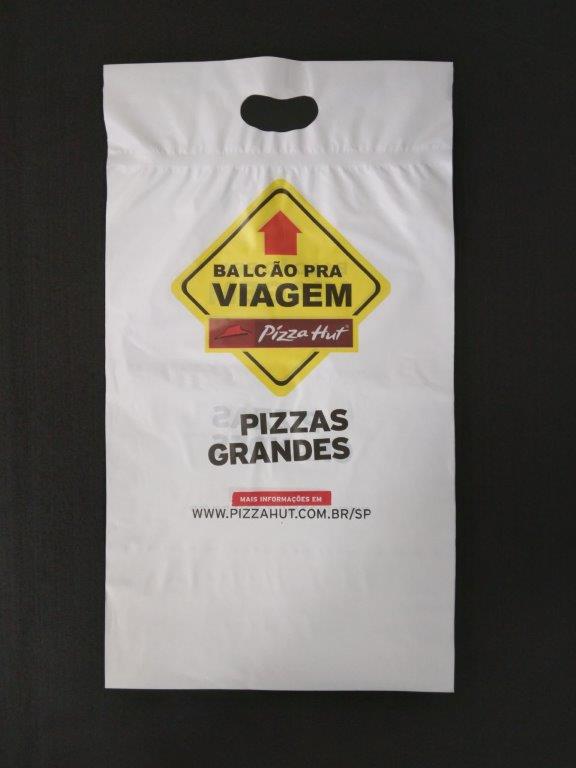 BALCÃO PRA
VIAGEM
Pizza Hut
PIZZAS
GRANDES
MAIS INFORMAÇÕES EM
WWW.PIZZAHUT.COM.BR/SP